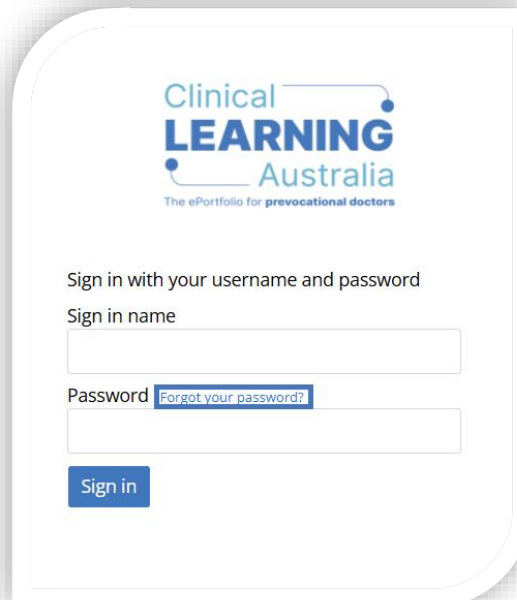 Clinical
LEARNING
Australia
The ePortfolio for prevocational doctors
Sign in with your username and password
Sign in name
Password Forgot your password?
Sign in